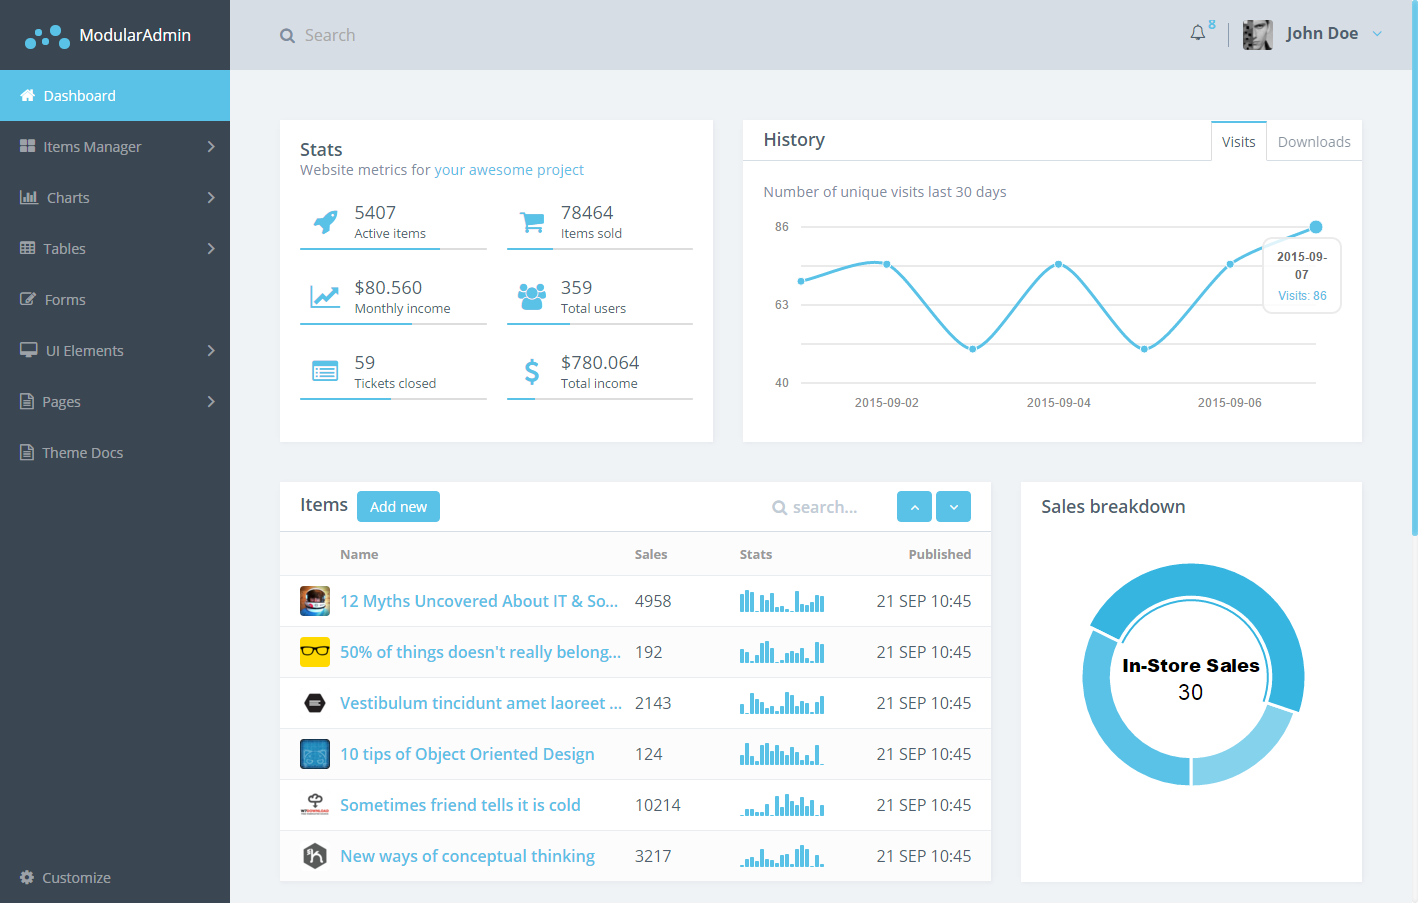 ModularAdmin
Search
8
John Doe
Dashboard
Items Manager
Charts
Tables
Forms
UI Elements
Pages
Theme Docs
Customize
Stats
Website metrics for your awesome project
5407
Active items
78464
Items sold
$80.560
Monthly income
359
Total users
59
Tickets closed
$780.064
Total income
History
Visits
Downloads
Number of unique visits last 30 days
86
63
40
2015-09-02
2015-09-04
2015-09-06
2015-09-
07
Visits: 86
Items
Add new
search...
Name Sales Stats Published
12 Myths Uncovered About IT & So... 4958 21 SEP 10:45
50% of things doesn't really belong... 192 21 SEP 10:45
Vestibulum tincidunt amet laoreet ... 2143 21 SEP 10:45
10 tips of Object Oriented Design 124 21 SEP 10:45
Sometimes friend tells it is cold 10214 21 SEP 10:45
New ways of conceptual thinking 3217 21 SEP 10:45
Sales breakdown
In-Store Sales
30